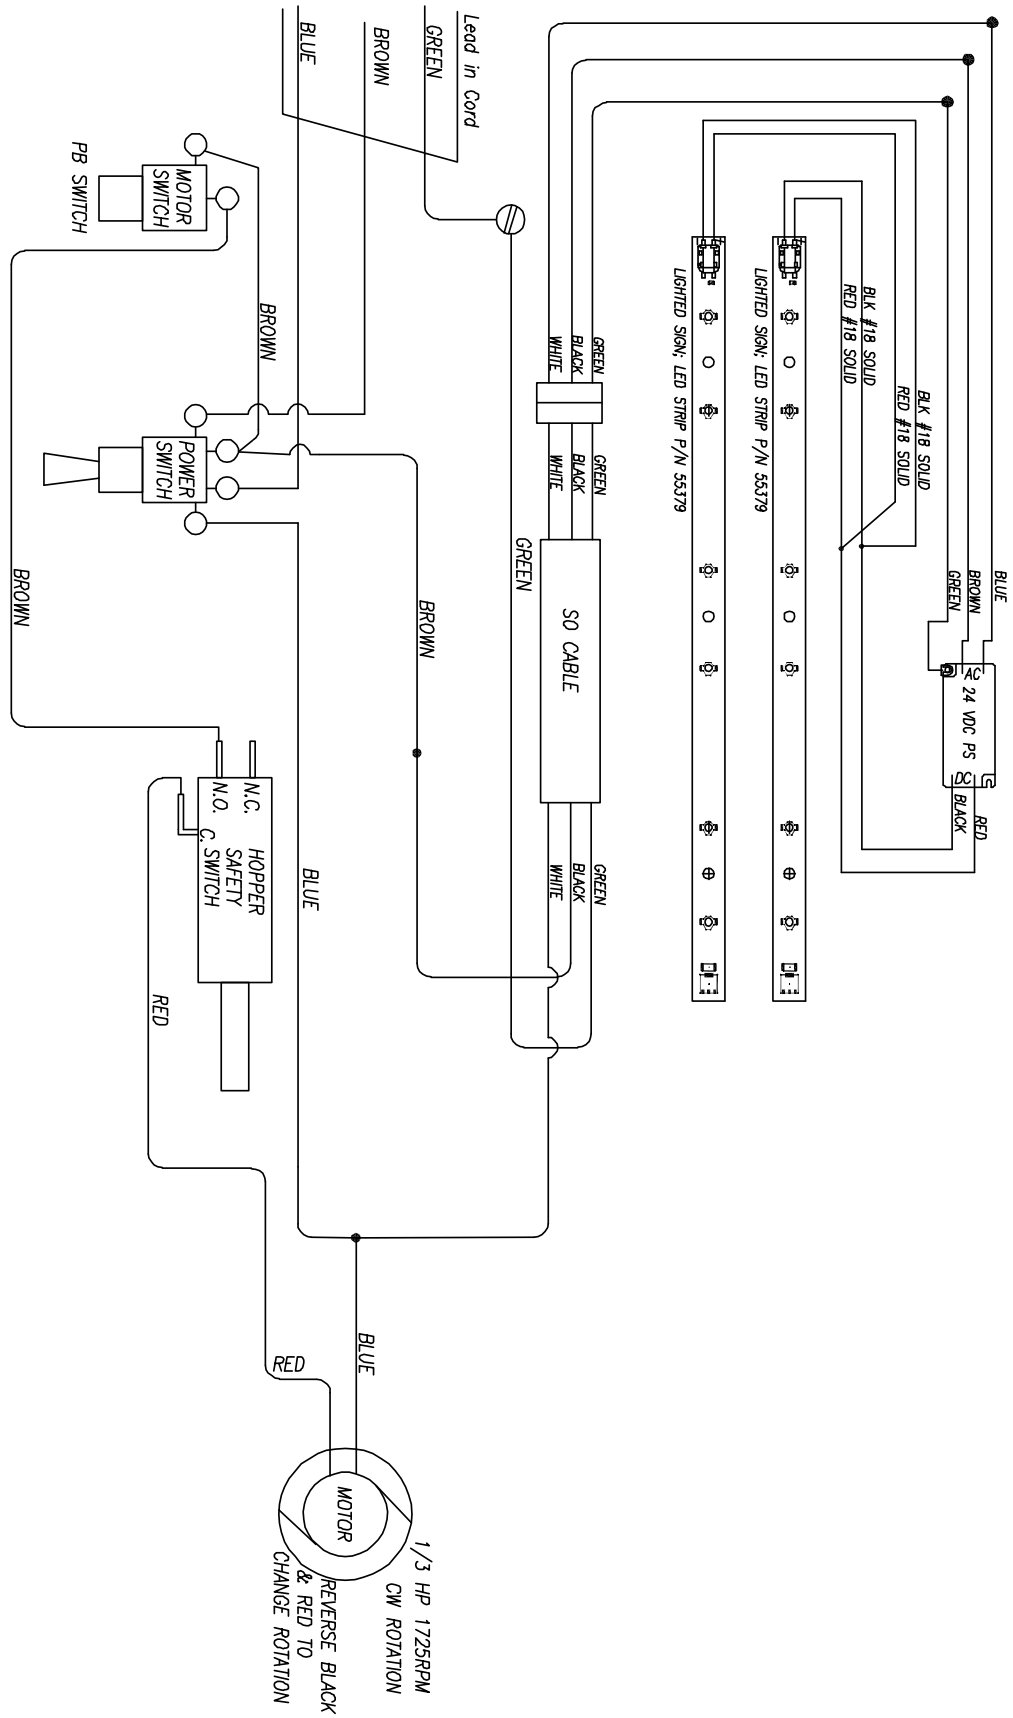 Lead in Cord
GREEN
BROWN
BLUE
MOTOR
SWITCH
PB SWITCH
BROWN
POWER
SWITCH
BROWN
BROWN
GREEN
GREEN
BLACK
WHITE
GREEN
BLACK
WHITE
SO CABLE
GREEN
BLACK
WHITE
LIGHTED SIGN; LED STRIP P/N 55379
LIGHTED SIGN; LED STRIP P/N 55379
BLK #18 SOLID
RED #18 SOLID
BLK #18 SOLID
RED #18 SOLID
BLUE
BROWN
GREEN
AC
24 VDC PS
DC
RED
BLACK
N.C.
N.O.
C.
HOPPER
SAFETY
SWITCH
BLUE
RED
BLUE
RED
MOTOR
1/3 HP 1725RPM
CW ROTATION
REVERSE BLACK
& RED TO
CHANGE ROTATION